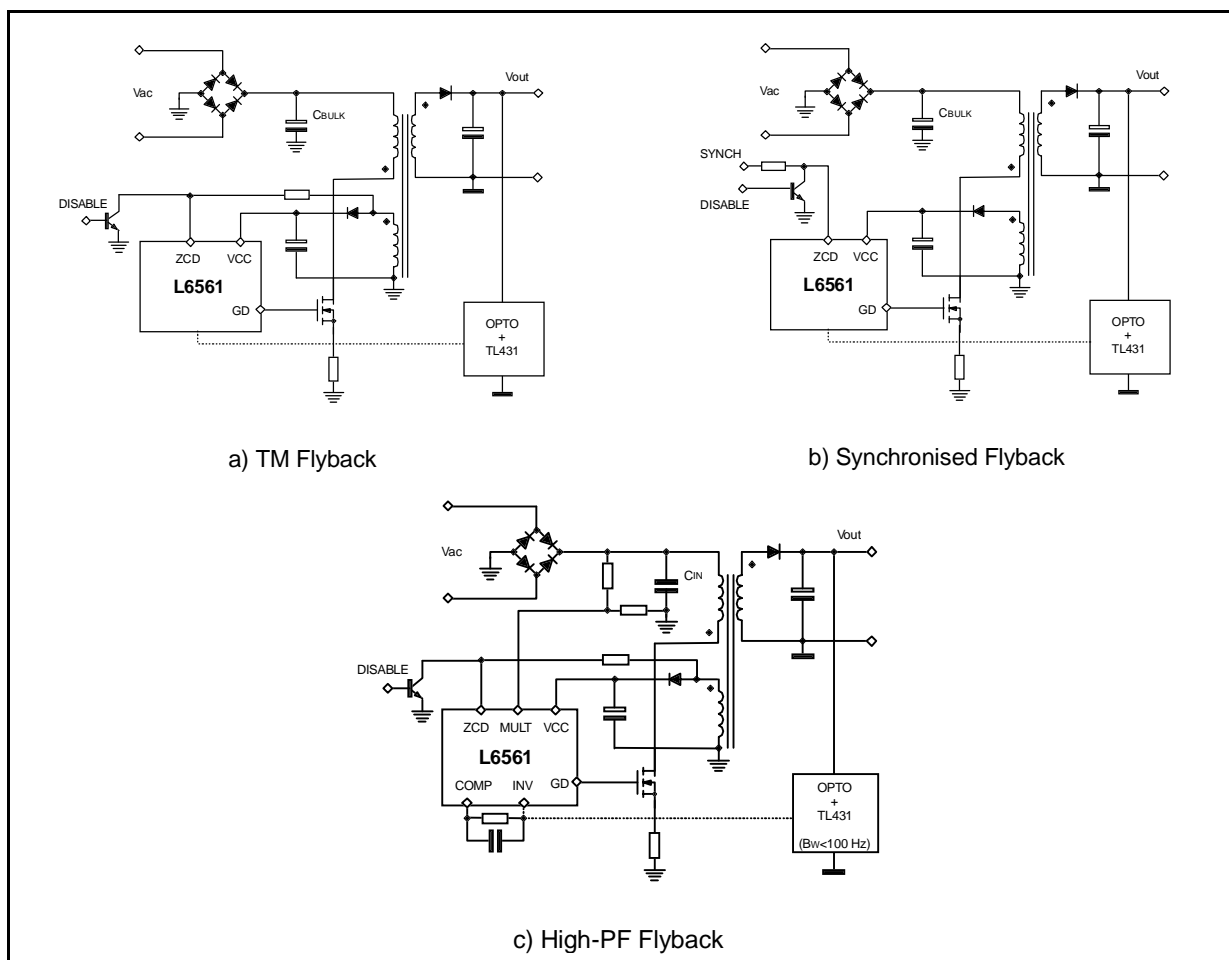 Vac
CBULK
Vout
DISABLE
ZCD VCC
L6561
GD
OPTO
+
TL431
a) TM Flyback
Vac
CBULK
Vout
SYNCH
DISABLE
ZCD VCC
L6561
GD
OPTO
+
TL431
b) Synchronised Flyback
Vac
CIN
Vout
DISABLE
ZCD MULT VCC
L6561
COMP INV GD
OPTO
+
TL431
(BW<100 Hz)
c) High-PF Flyback